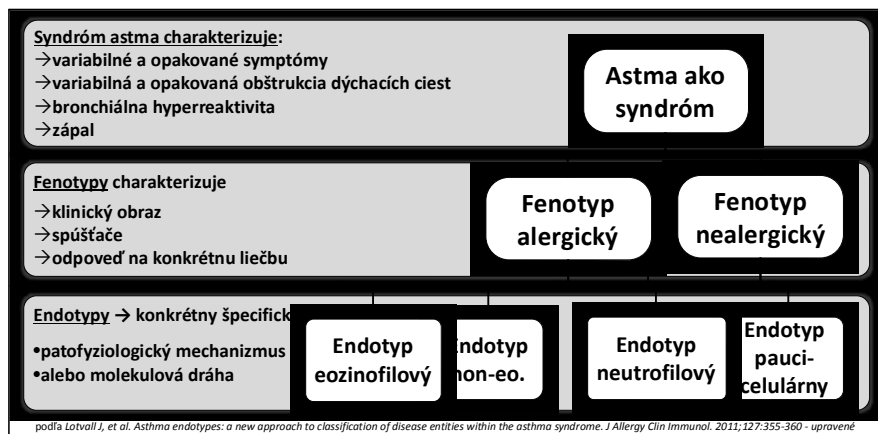 Syndróm astma charakterizuje:
→variabilné a opakované symptómy
→variabilná a opakovaná obštrukcia dýchacích ciest
→bronchiálna hyperreaktivita
→zápal
Astma ako
syndróm
Fenotypy charakterizuje
→klinický obraz
→spúšťače
→odpoveď na konkrétnu liečbu
Fenotyp
alergický
Fenotyp
nealergický
Endotypy → konkrétny špecifick
•patofyziologický mechanizmus
•alebo molekulová dráha
Endotyp
eozinofilový
ndotyp
non-eo.
Endotyp
neutrofilový
Endotyp
pauci-
celulárny
podľa Lotvall J, et al. Asthma endotypes: a new approach to classification of disease entities within the asthma syndrome. J Allergy Clin Immunol. 2011;127:355-360 - upravené